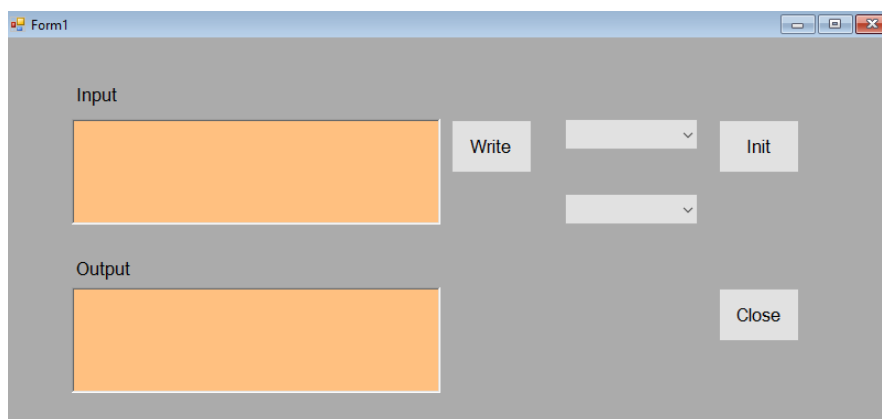 Form1
Input
Write
Init
Output
Close